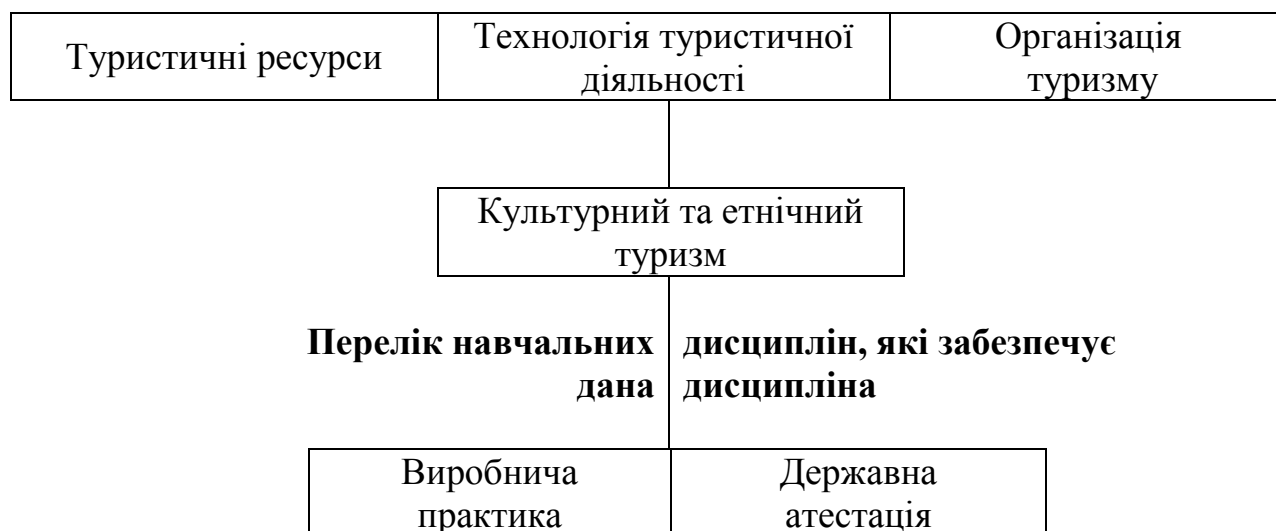 Туристичні ресурси
Технологія туристичної
діяльності
Організація
туризму
Культурний та етнічний
туризм
Перелік навчальних дисциплін, які забезпечує
дана дисципліна
Виробнича
практика
Державна
атестація